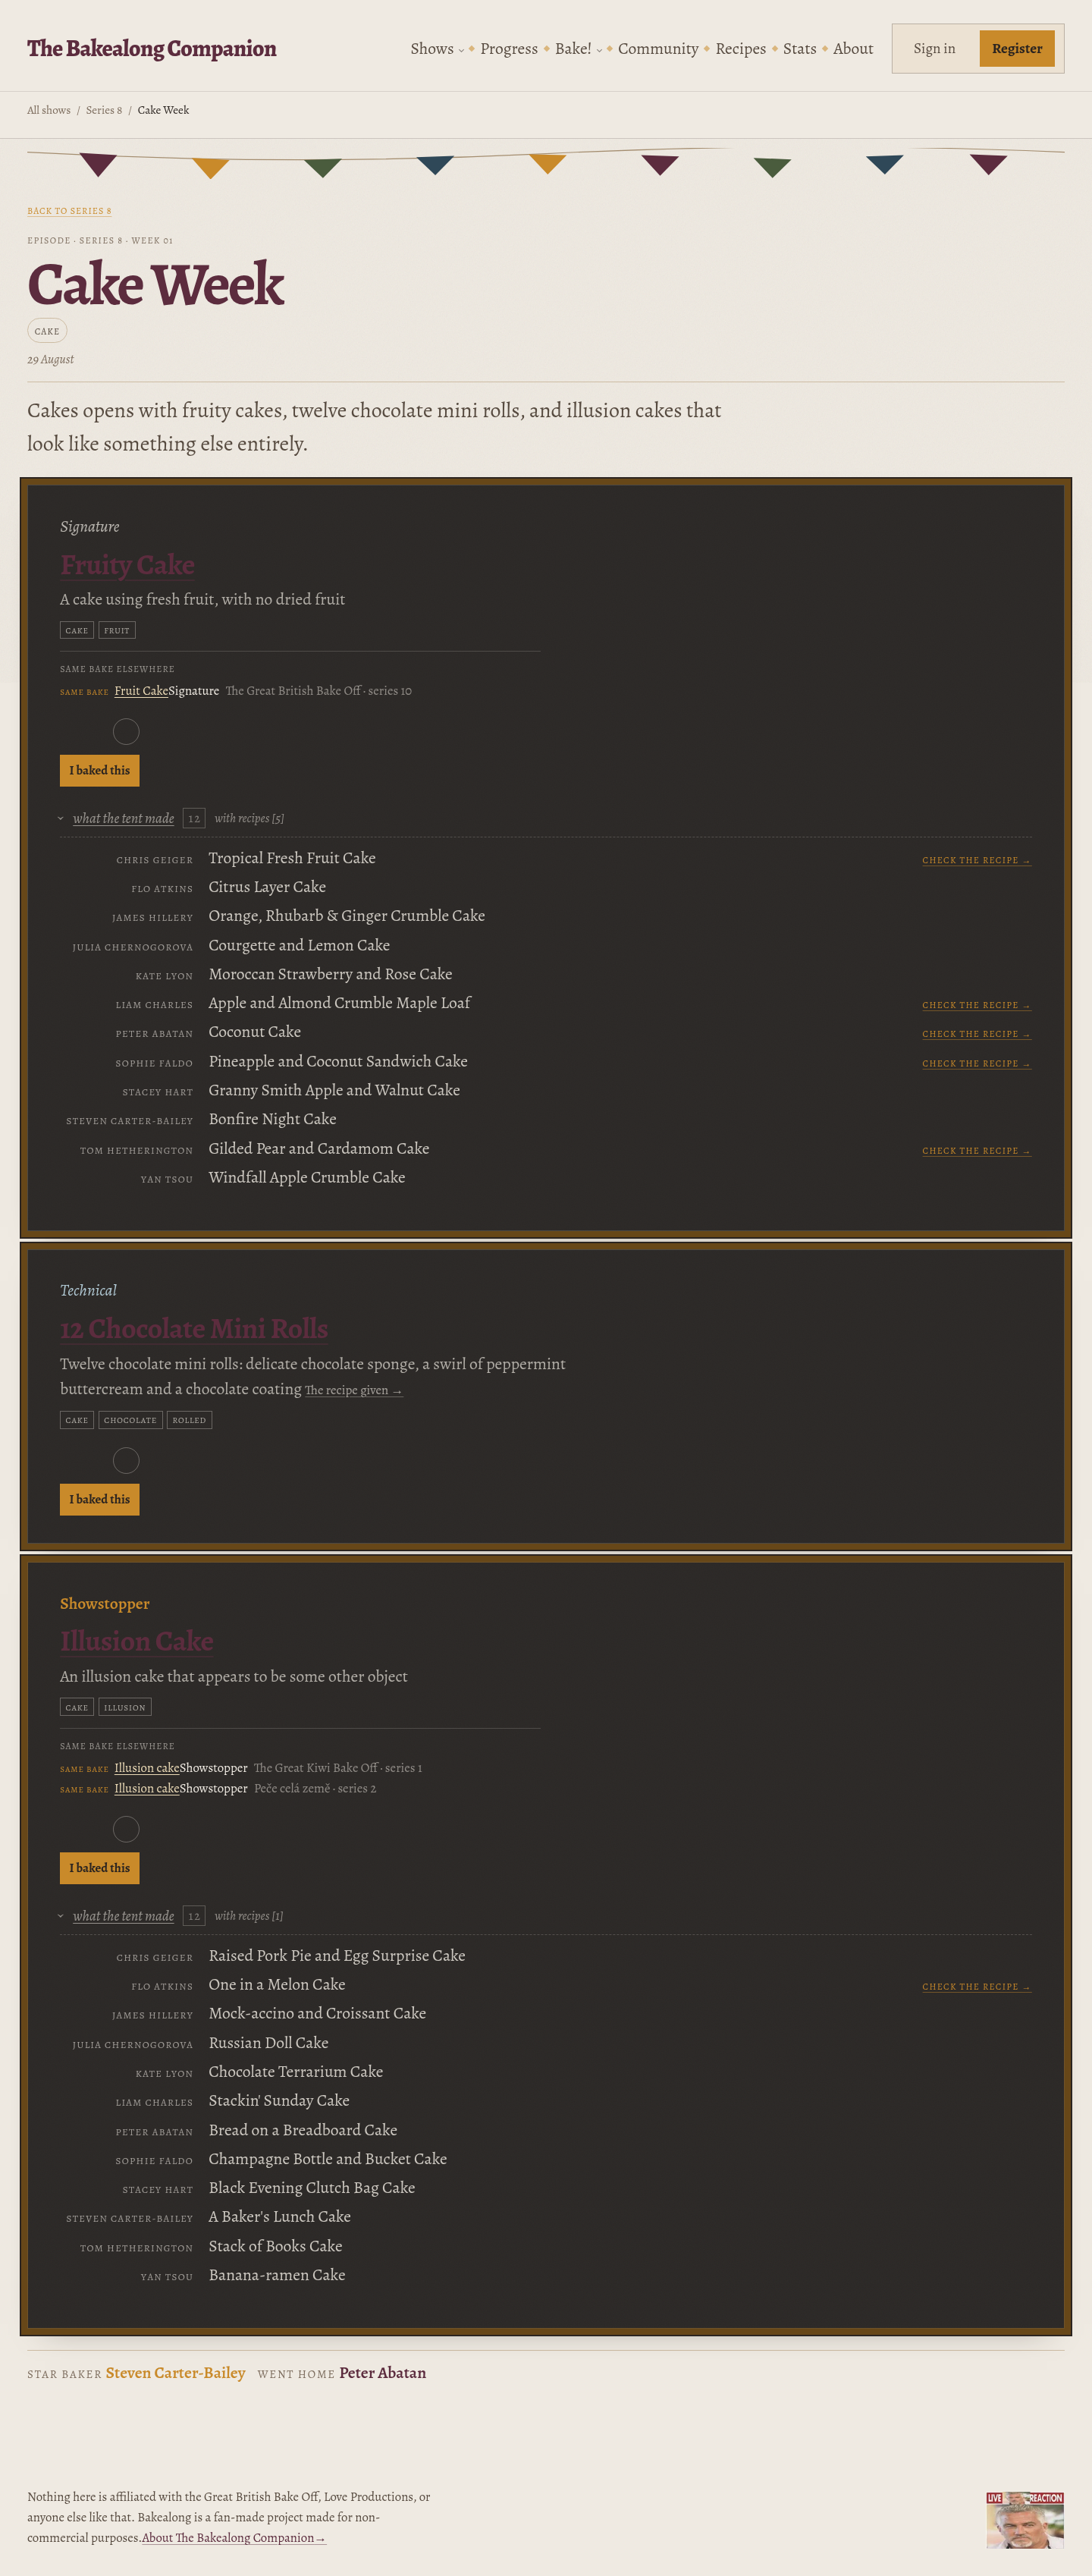 The Bakealong Companion
Shows Progress Bake! Community Recipes Stats About Sign in Register
All shows / Series 8 / Cake Week
BACK TO SERIES 8
EPISODE · SERIES 8 · WEEK 01
Cake Week
CAKE
29 August
Cakes opens with fruity cakes, twelve chocolate mini rolls, and illusion cakes that
look like something else entirely.
Signature
Fruity Cake
A cake using fresh fruit, with no dried fruit
CAKE FRUIT
SAME BAKE ELSEWHERE
SAME BAKE Fruit CakeSignature The Great British Bake Off · series 10
I baked this
what the tent made 12 with recipes [5]
CHRIS GEIGER Tropical Fresh Fruit Cake CHECK THE RECIPE →
FLO ATKINS Citrus Layer Cake
JAMES HILLERY Orange, Rhubarb & Ginger Crumble Cake
JULIA CHERNOGOROVA Courgette and Lemon Cake
KATE LYON Moroccan Strawberry and Rose Cake
LIAM CHARLES Apple and Almond Crumble Maple Loaf CHECK THE RECIPE →
PETER ABATAN Coconut Cake CHECK THE RECIPE →
SOPHIE FALDO Pineapple and Coconut Sandwich Cake CHECK THE RECIPE →
STACEY HART Granny Smith Apple and Walnut Cake
STEVEN CARTER-BAILEY Bonfire Night Cake
TOM HETHERINGTON Gilded Pear and Cardamom Cake CHECK THE RECIPE →
YAN TSOU Windfall Apple Crumble Cake
Technical
12 Chocolate Mini Rolls
Twelve chocolate mini rolls: delicate chocolate sponge, a swirl of peppermint
buttercream and a chocolate coating The recipe given →
CAKE CHOCOLATE ROLLED
I baked this
Showstopper
Illusion Cake
An illusion cake that appears to be some other object
CAKE ILLUSION
SAME BAKE ELSEWHERE
SAME BAKE Illusion cakeShowstopper The Great Kiwi Bake Off · series 1
SAME BAKE Illusion cakeShowstopper Peče celá země · series 2
I baked this
what the tent made 12 with recipes [1]
CHRIS GEIGER Raised Pork Pie and Egg Surprise Cake
FLO ATKINS One in a Melon Cake CHECK THE RECIPE →
JAMES HILLERY Mock-accino and Croissant Cake
JULIA CHERNOGOROVA Russian Doll Cake
KATE LYON Chocolate Terrarium Cake
LIAM CHARLES Stackin' Sunday Cake
PETER ABATAN Bread on a Breadboard Cake
SOPHIE FALDO Champagne Bottle and Bucket Cake
STACEY HART Black Evening Clutch Bag Cake
STEVEN CARTER-BAILEY A Baker's Lunch Cake
TOM HETHERINGTON Stack of Books Cake
YAN TSOU Banana-ramen Cake
STAR BAKER Steven Carter-Bailey WENT HOME Peter Abatan
Nothing here is affiliated with the Great British Bake Off, Love Productions, or
anyone else like that. Bakealong is a fan-made project made for non-
commercial purposes.About The Bakealong Companion→
LIVE REACTION